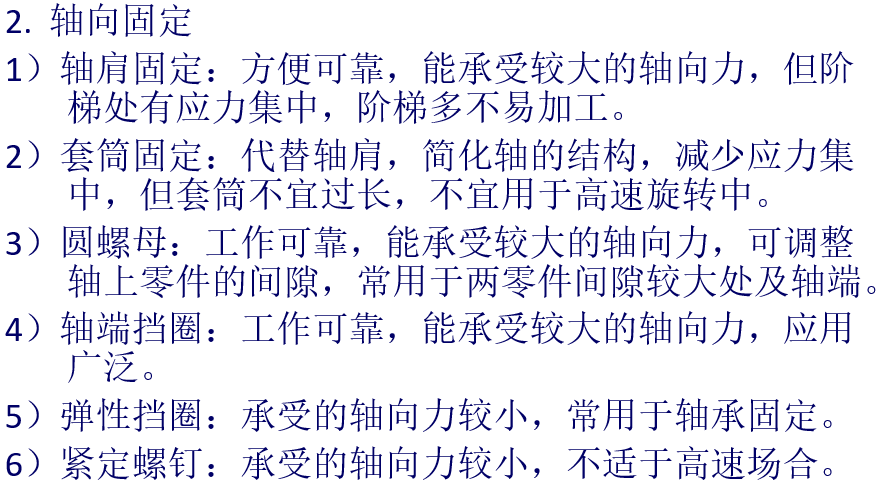 2. 轴向固定
1）轴肩固定：方便可靠，能承受较大的轴向力，但阶
梯处有应力集中，阶梯多不易加工。
2）套筒固定：代替轴肩，简化轴的结构，减少应力集
中，但套筒不宜过长，不宜用于高速旋转中。
3）圆螺母：工作可靠，能承受较大的轴向力，可调整
轴上零件的间隙，常用于两零件间隙较大处及轴端。
4）轴端挡圈：工作可靠，能承受较大的轴向力，应用
广泛。
5）弹性挡圈：承受的轴向力较小，常用于轴承固定。
6）紧定螺钉：承受的轴向力较小，不适于高速场合。